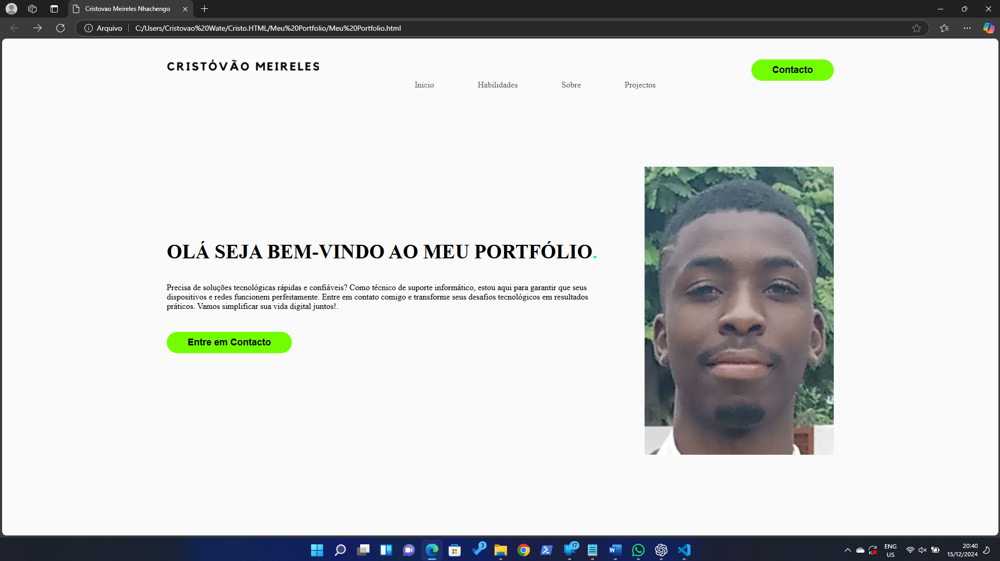 Cristovao Meireles Nhachengo
Arquivo
C:/Users/Cristovao%20Wate/Cristo.HTML/Meu%20Portfolio/Meu%20Portfolio.html
CRISTÓVÃO MEIRELES
Inicio
Habilidades
Sobre
Projectos
Contacto
OLÁ SEJA BEM-VINDO AO MEU PORTFÓLIO.
Precisa de soluções tecnológicas rápidas e confiáveis? Como técnico de suporte informático, estou aqui para garantir que seus
dispositivos e redes funcionem perfeitamente. Entre em contato comigo e transforme seus desafios tecnológicos em resultados
práticos. Vamos simplificar sua vida digital juntos!.
Entre em Contacto
3
17
W
ENG
US
20:40
15/12/2024